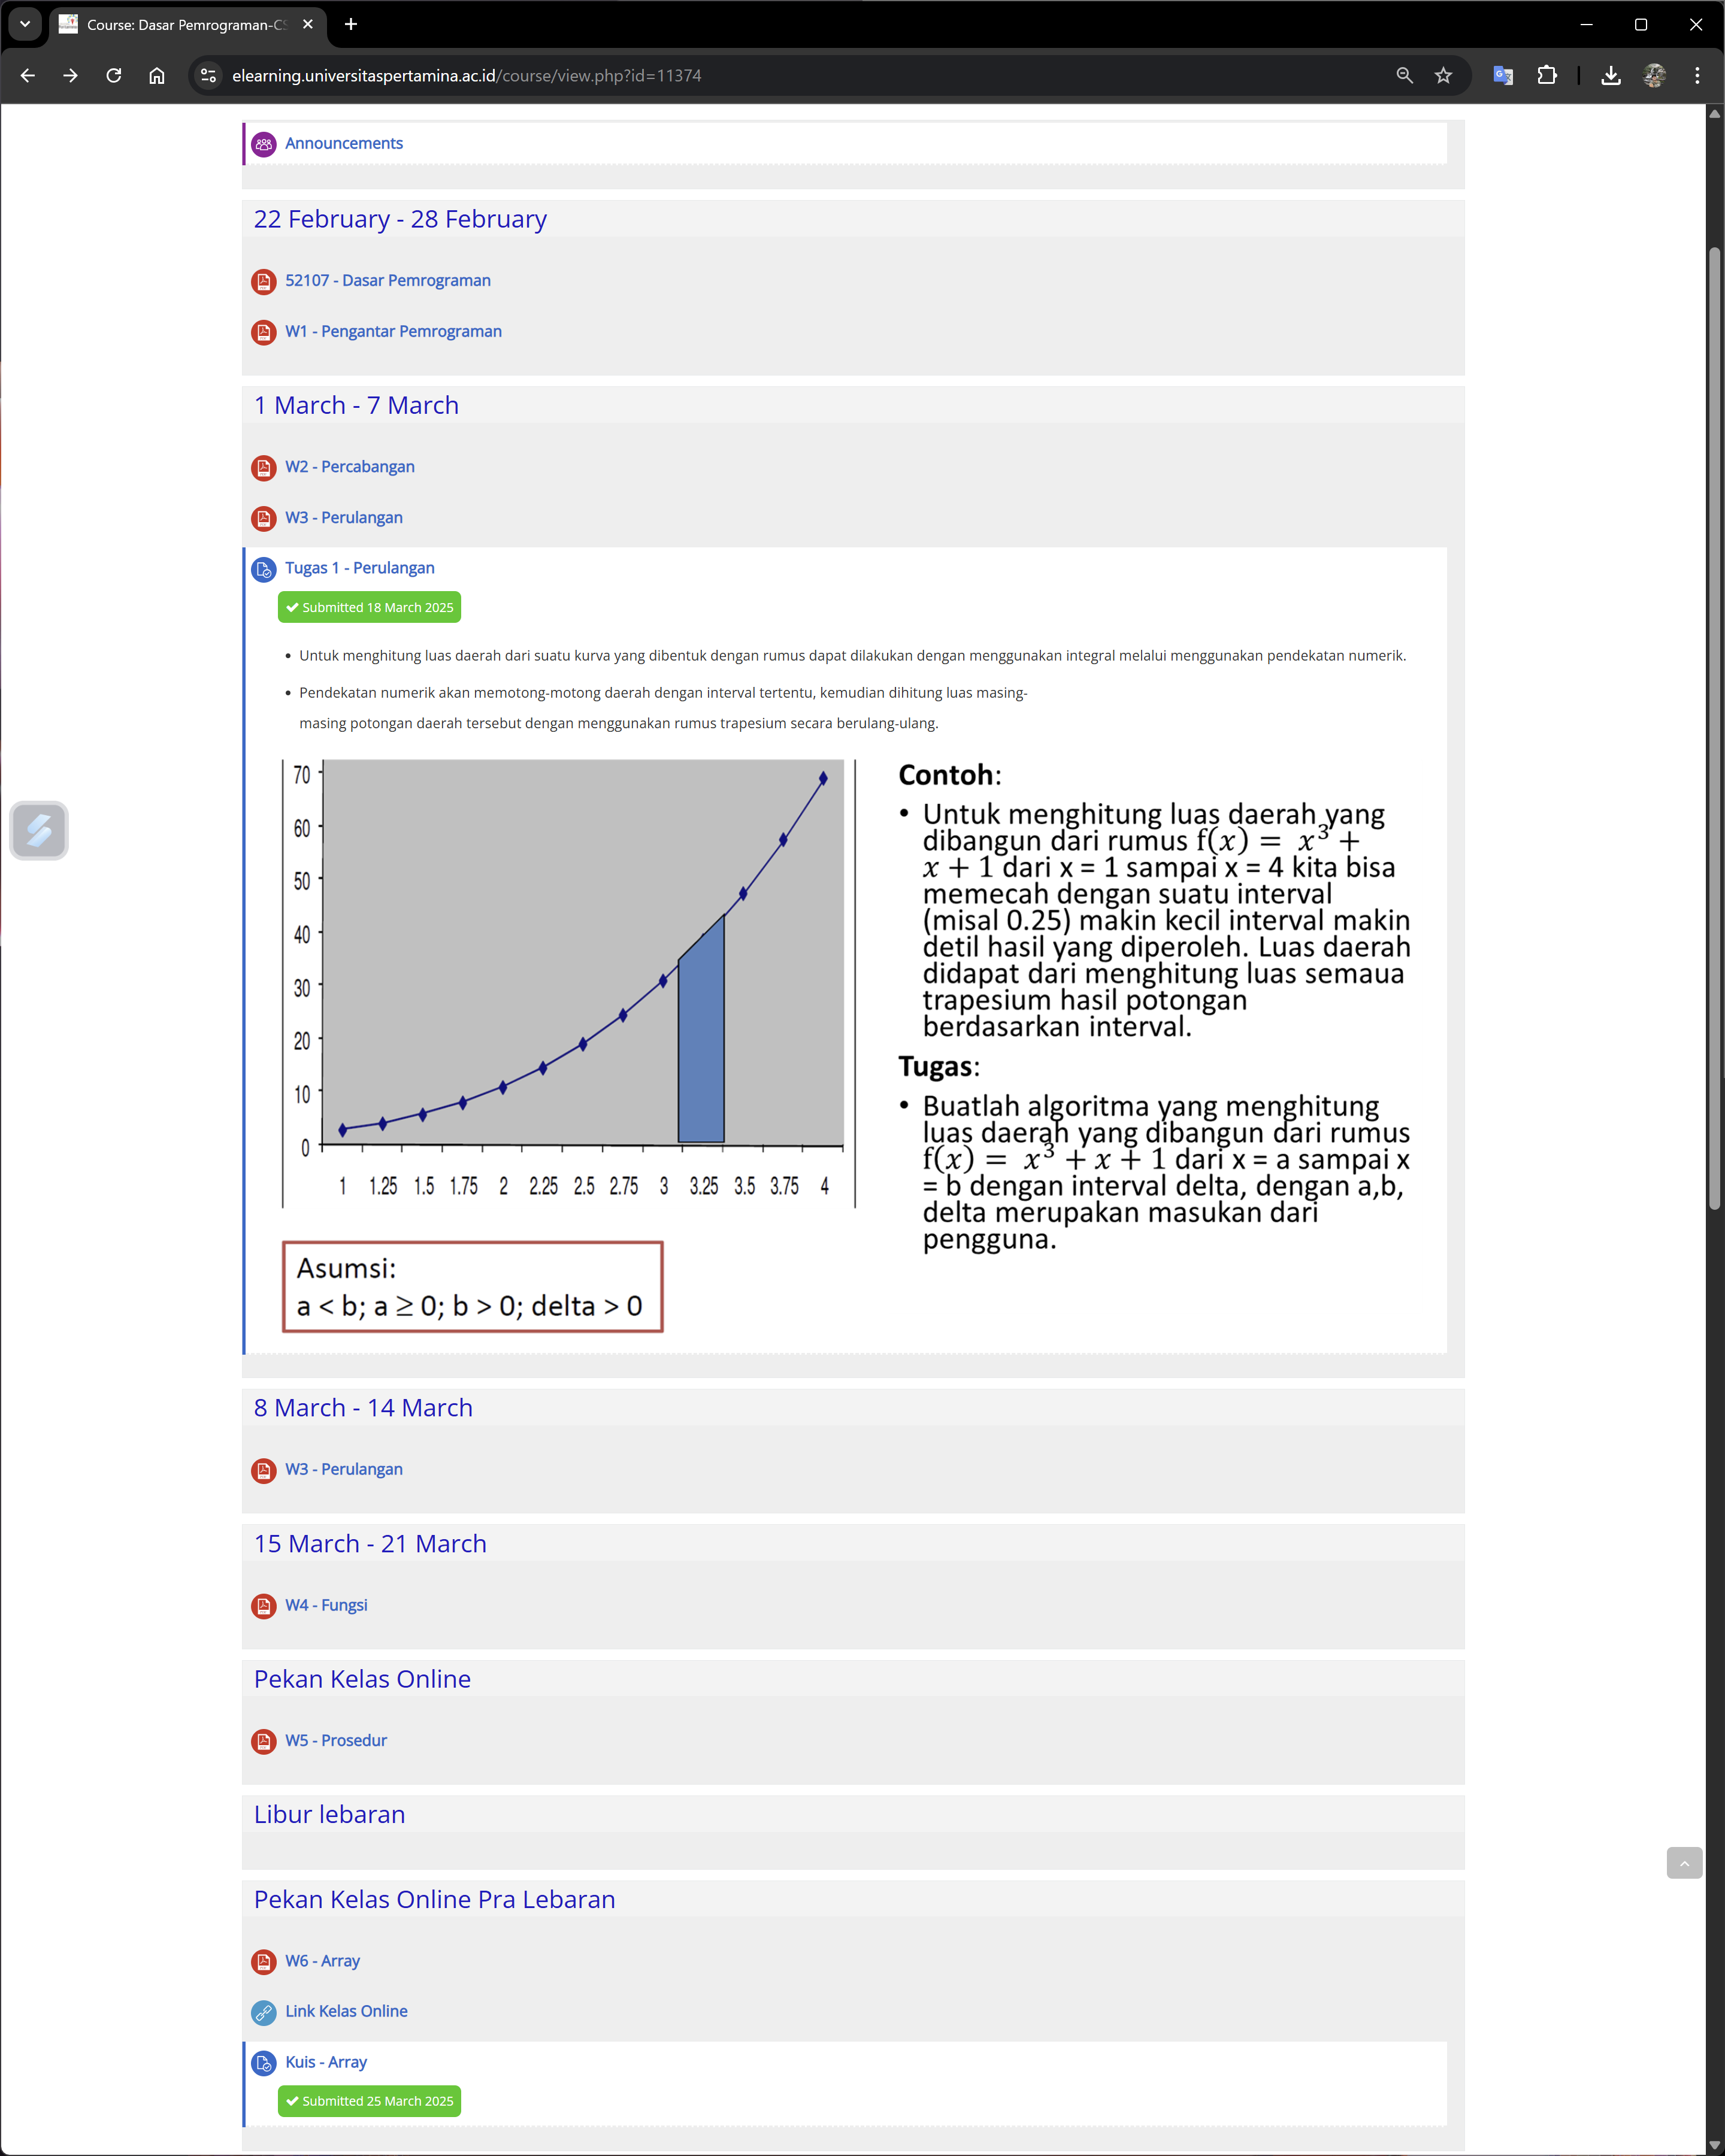 Course: Dasar Pemrograman-CS
elearning.universitaspertamina.ac.id/course/view.php?id=11374
Announcements
22 February - 28 February
52107 - Dasar Pemrograman
W1 - Pengantar Pemrograman
1 March - 7 March
W2 - Percabangan
W3 - Perulangan
Tugas 1 - Perulangan
Submitted 18 March 2025
• Untuk menghitung luas daerah dari suatu kurva yang dibentuk dengan rumus dapat dilakukan dengan menggunakan integral melalui menggunakan pendekatan numerik.
• Pendekatan numerik akan memotong-motong daerah dengan interval tertentu, kemudian dihitung luas masing-
masing potongan daerah tersebut dengan menggunakan rumus trapesium secara berulang-ulang.
70
60
50
40
30
20
10
0
1 1.25 1.5 1.75 2 2.25 2.5 2.75 3 3.25 3.5 3.75 4
Asumsi:
a < b; a ≥ 0; b > 0; delta > 0
Contoh:
• Untuk menghitung luas daerah yang
dibangun dari rumus f(x) = x³ +
x + 1 dari x = 1 sampai x = 4 kita bisa
memecah dengan suatu interval
(misal 0.25) makin kecil interval makin
detil hasil yang diperoleh. Luas daerah
didapat dari menghitung luas semaua
trapesium hasil potongan
berdasarkan interval.
Tugas:
• Buatlah algoritma yang menghitung
luas daerah yang dibangun dari rumus
f(x) = x³ + x + 1 dari x = a sampai x
= b dengan interval delta, dengan a,b,
delta merupakan masukan dari
pengguna.
8 March - 14 March
W3 - Perulangan
15 March - 21 March
W4 - Fungsi
Pekan Kelas Online
W5 - Prosedur
Libur lebaran
Pekan Kelas Online Pra Lebaran
W6 - Array
Link Kelas Online
Kuis - Array
Submitted 25 March 2025